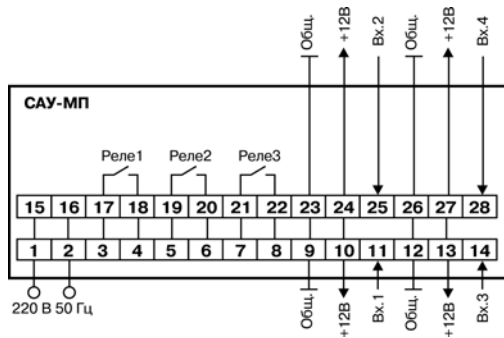 Общ.
+12В
Вх.2
Общ.
+12В
Вх.4
САУ-МП
Реле1 Реле2 Реле3
15 16 17 18 19 20 21 22 23 24 25 26 27 28
1 2 3 4 5 6 7 8 9 10 11 12 13 14
220 В 50 Гц
Общ.
+12В
Вх.1
Общ.
+12В
Вх.3